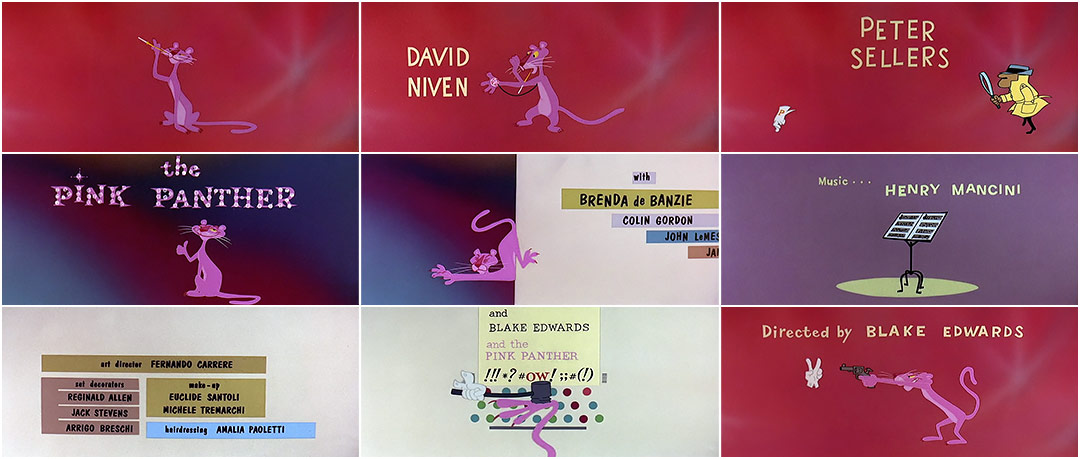 DAVID
NIVEN
PETER
SELLERS
the
PINK PANTHER
with
BRENDA de BANZIE
COLIN GORDON
JOHN LeMES
JA
Music . . . HENRY MANCINI
art director FERNANDO CARRERE
set decorators
REGINALD ALLEN
JACK STEVENS
ARRIGO BRESCHI
make-up
EUCLIDE SANTOLI
MICHELE TREMARCHI
hairdressing AMALIA PAOLETTI
and
BLAKE EDWARDS
and the
PINK PANTHER
!!!*?#OW! ;;#(!)
Directed by BLAKE EDWARDS